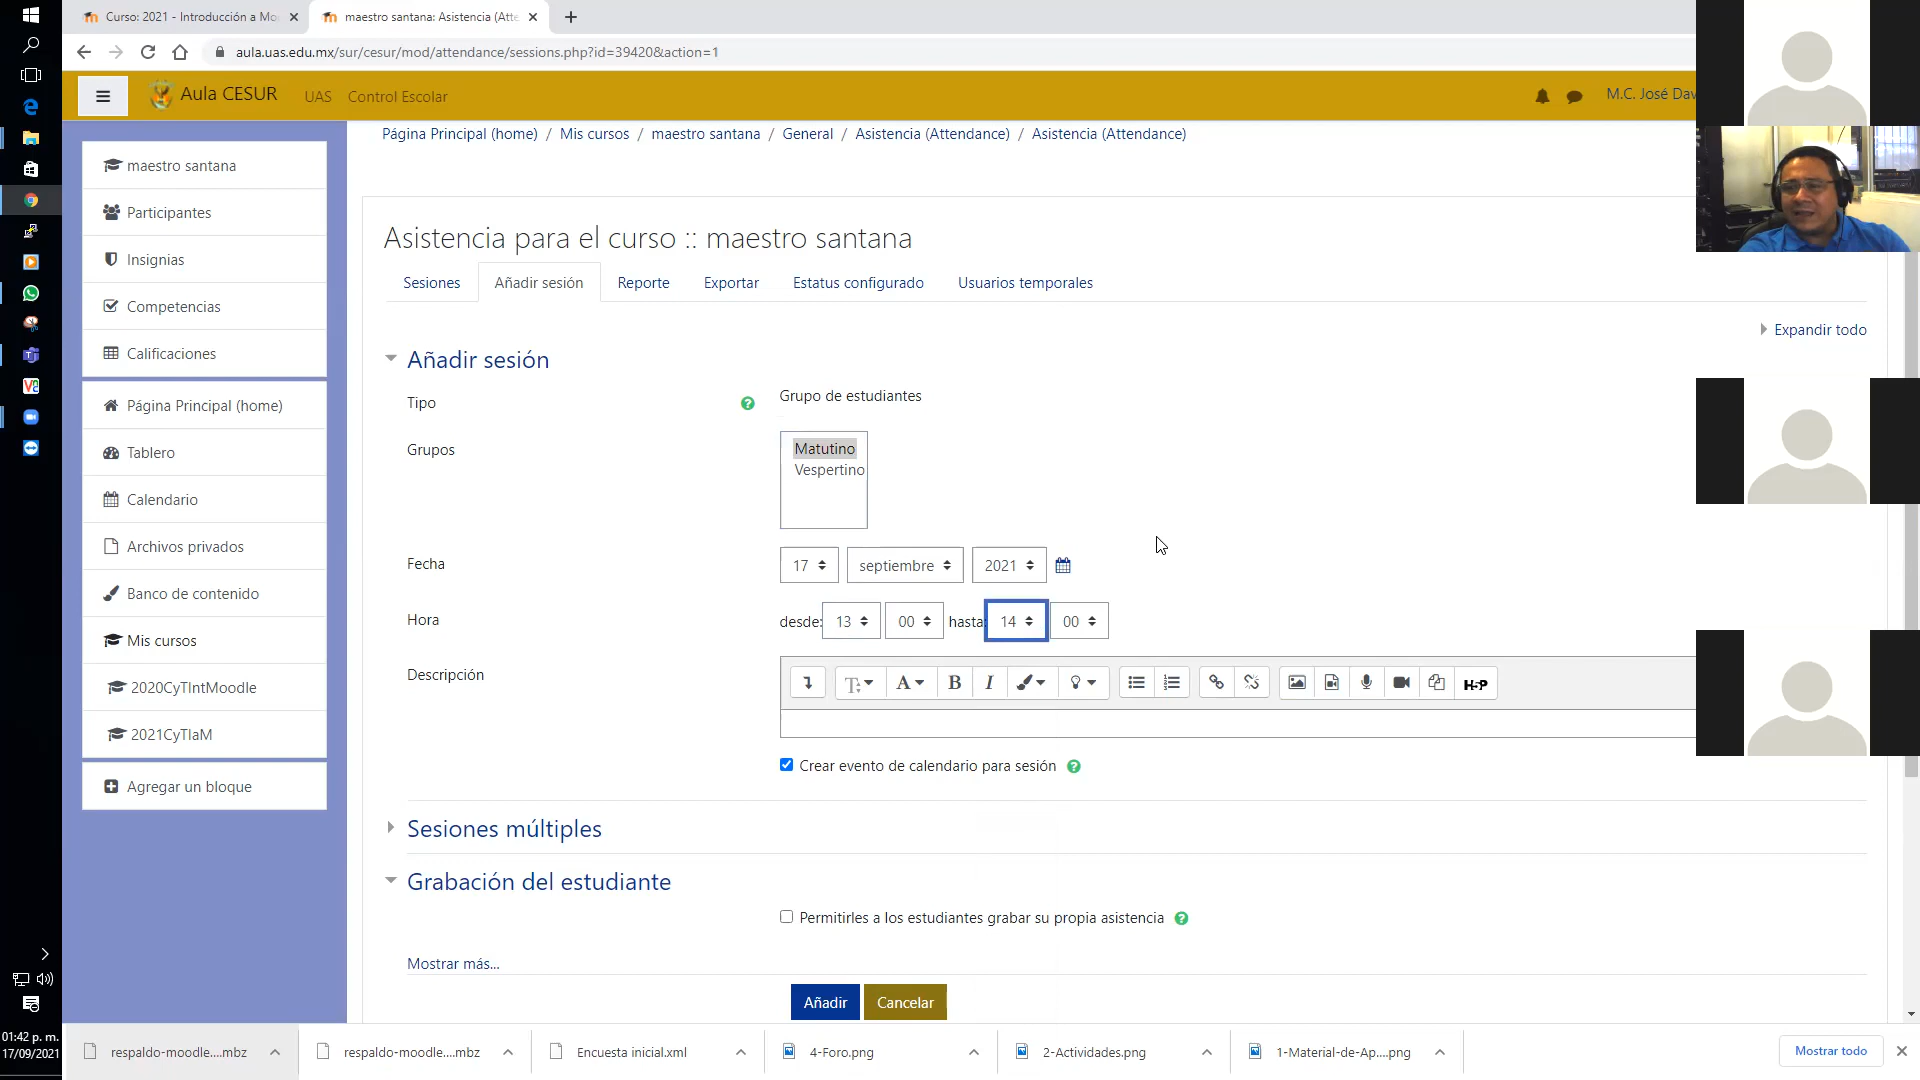 Curso: 2021 - Introducción a Mo
maestro santana: Asistencia (Atte
aula.uas.edu.mx/sur/cesur/mod/attendance/sessions.php?id=39420&action=1
Aula CESUR
UAS
Control Escolar
M.C. José Dav
Página Principal (home) / Mis cursos / maestro santana / General / Asistencia (Attendance) / Asistencia (Attendance)
maestro santana
Participantes
Insignias
Competencias
Calificaciones
Página Principal (home)
Tablero
Calendario
Archivos privados
Banco de contenido
Mis cursos
2020CyTIntMoodle
2021CyTIaM
Agregar un bloque
Asistencia para el curso :: maestro santana
Sesiones
Añadir sesión
Reporte
Exportar
Estatus configurado
Usuarios temporales
Expandir todo
Añadir sesión
Tipo
Grupo de estudiantes
Grupos
Matutino
Vespertino
Fecha
17 septiembre 2021
Hora
desde: 13 00 hasta: 14 00
Descripción
H-P
Crear evento de calendario para sesión
Sesiones múltiples
Grabación del estudiante
Permitirles a los estudiantes grabar su propia asistencia
Mostrar más...
Añadir
Cancelar
01:42 p. m.
17/09/2021
respaldo-moodle....mbz
respaldo-moodle....mbz
Encuesta inicial.xml
4-Foro.png
2-Actividades.png
1-Material-de-Ap....png
Mostrar todo